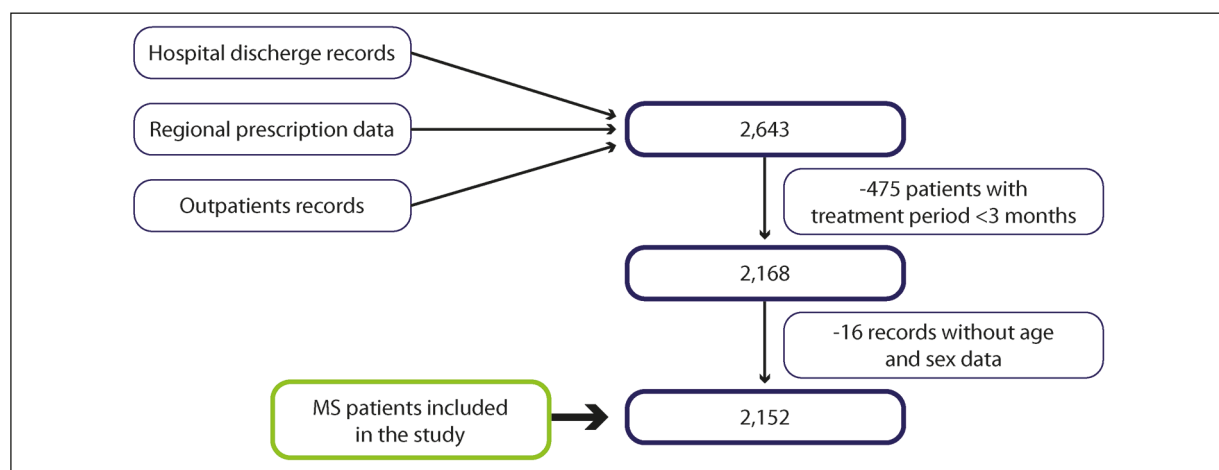 Hospital discharge records
Regional prescription data
Outpatients records
2,643
-475 patients with
treatment period <3 months
2,168
-16 records without age
and sex data
MS patients included
in the study
2,152